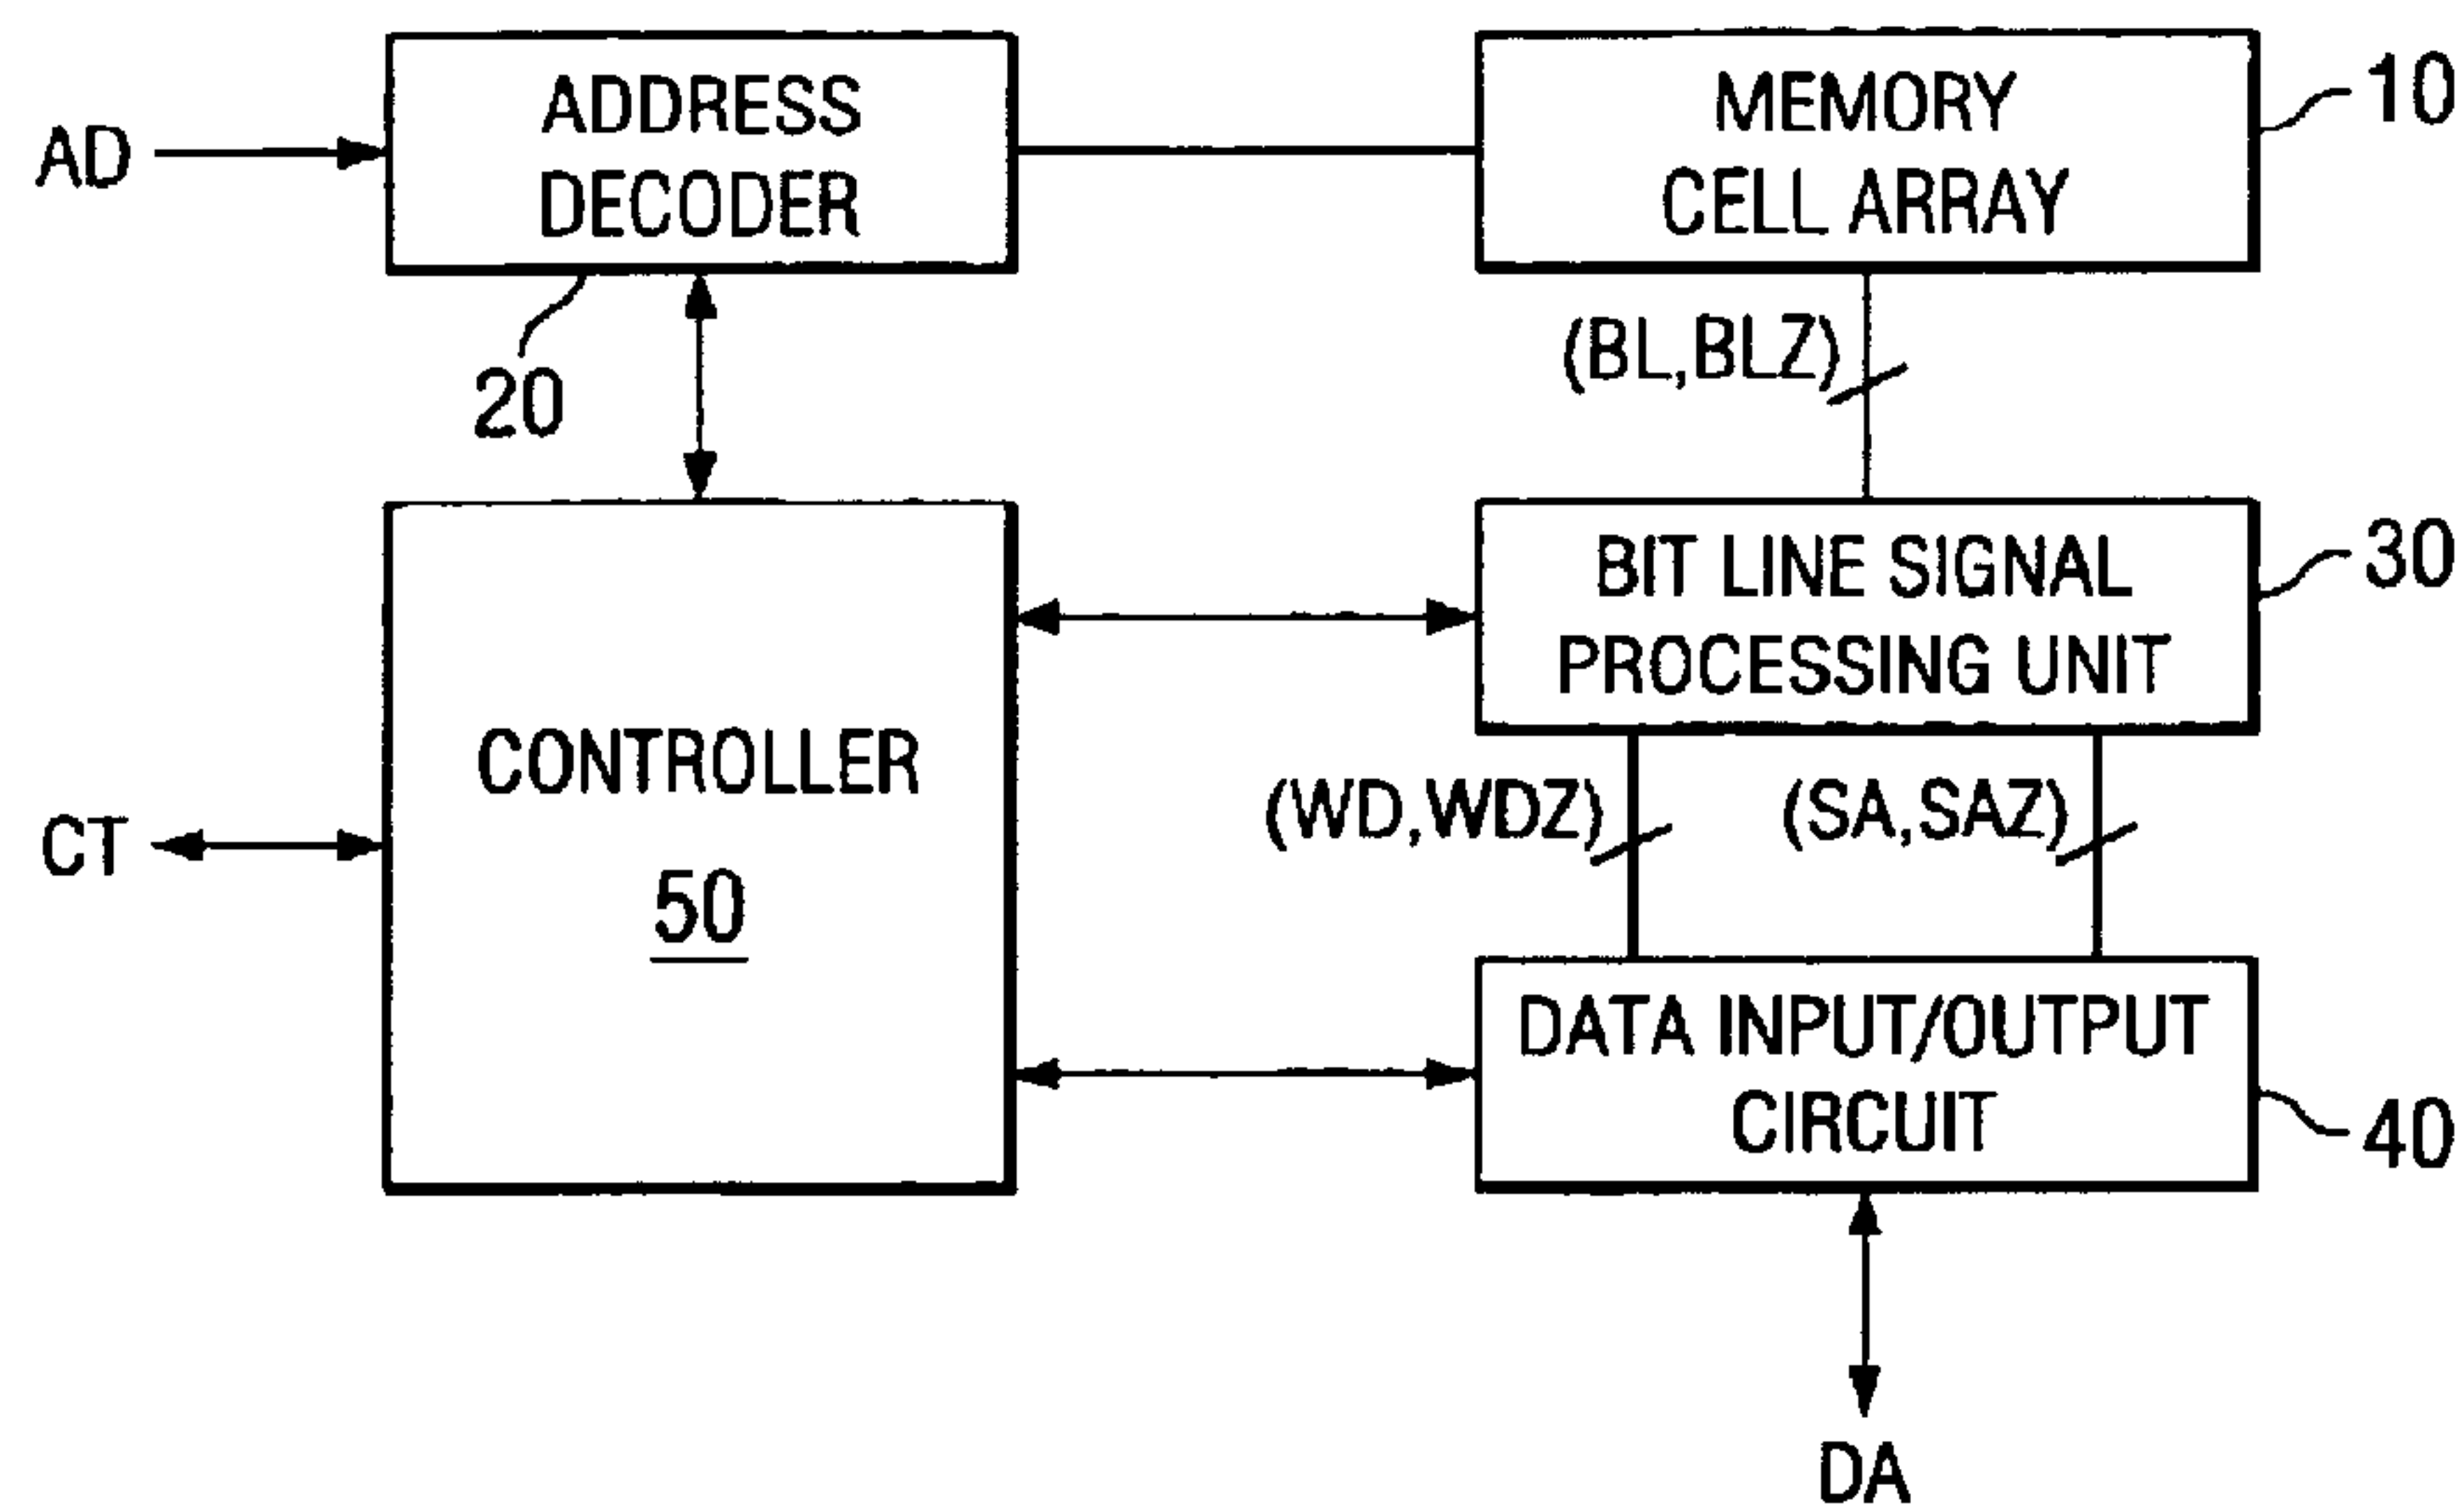 ADDRESS
DECODER
MEMORY
CELL ARRAY
10
AD
20
(BL,BLZ)
BIT LINE SIGNAL
PROCESSING UNIT
30
CONTROLLER
50
CT
(WD,WDZ)
(SA,SAZ)
DATA INPUT/OUTPUT
CIRCUIT
40
DA